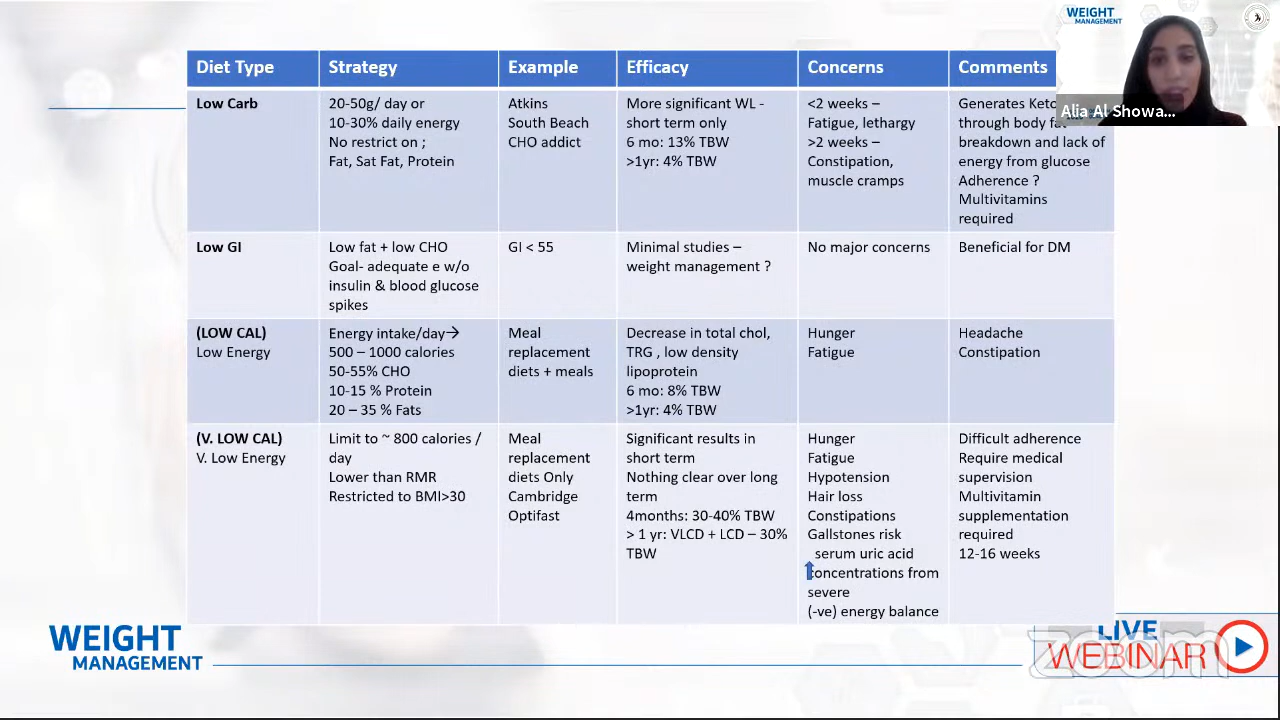 WEIGHT
MANAGEMENT
Alia Al Showa...
Diet Type
Strategy
Example
Efficacy
Concerns
Comments
Low Carb
20-50g/ day or
10-30% daily energy
No restrict on ;
Fat, Sat Fat, Protein
Atkins
South Beach
CHO addict
More significant WL -
short term only
6 mo: 13% TBW
>1yr: 4% TBW
<2 weeks –
Fatigue, lethargy
>2 weeks –
Constipation,
muscle cramps
Generates
through body
breakdown and lack of
energy from glucose
Adherence ?
Multivitamins
required
Low GI
Low fat + low CHO
Goal- adequate e w/o
insulin & blood glucose
spikes
GI < 55
Minimal studies –
weight management ?
No major concerns
Beneficial for DM
(LOW CAL)
Low Energy
Energy intake/day→
500 – 1000 calories
50-55% CHO
10-15 % Protein
20 – 35 % Fats
Meal
replacement
diets + meals
Decrease in total chol,
TRG , low density
lipoprotein
6 mo: 8% TBW
>1yr: 4% TBW
Hunger
Fatigue
Headache
Constipation
(V. LOW CAL)
V. Low Energy
Limit to ~ 800 calories /
day
Lower than RMR
Restricted to BMI>30
Meal
replacement
diets Only
Cambridge
Optifast
Significant results in
short term
Nothing clear over long
term
4months: 30-40% TBW
> 1 yr: VLCD + LCD – 30%
TBW
Hunger
Fatigue
Hypotension
Hair loss
Constipations
Gallstones risk
serum uric acid
concentrations from
severe
(-ve) energy balance
Difficult adherence
Require medical
supervision
Multivitamin
supplementation
required
12-16 weeks
WEIGHT
MANAGEMENT
LIVE
WEBINAR
zoom